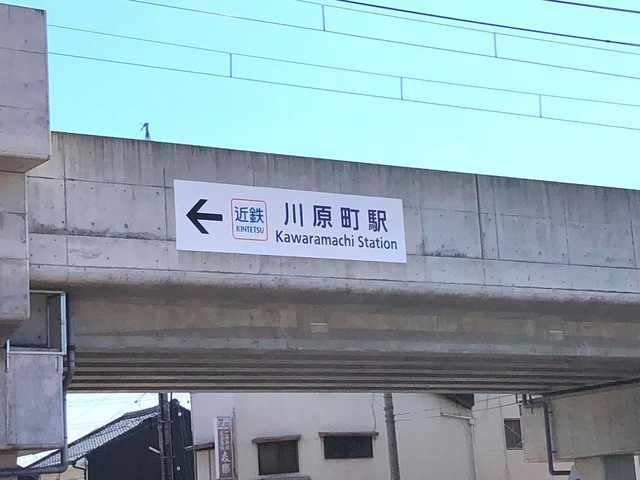 近鉄
KINTETSU
川原町駅
Kawaramachi Station